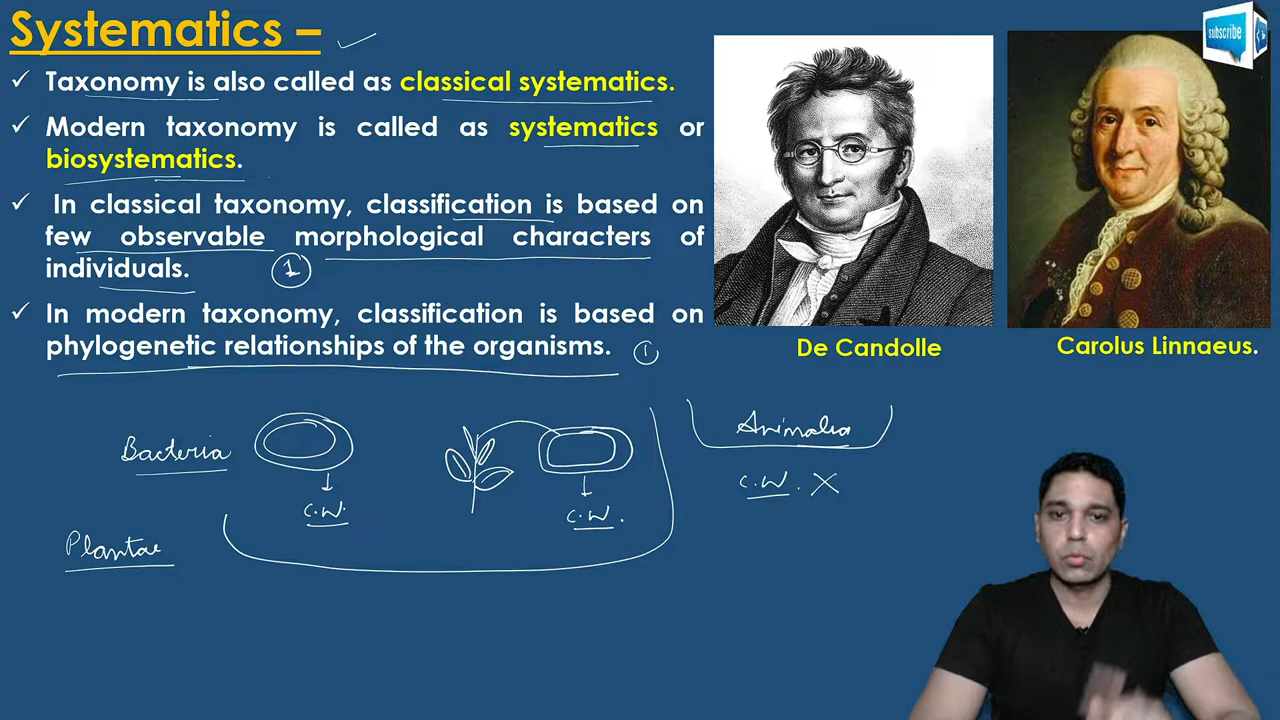 Systematics –
✓ Taxonomy is also called as classical systematics.
✓ Modern taxonomy is called as systematics or
biosystematics.
✓ In classical taxonomy, classification is based on
few observable morphological characters of
individuals. 1
✓ In modern taxonomy, classification is based on
phylogenetic relationships of the organisms. 1
subscribe
De Candolle
Carolus Linnaeus.
Bacteria
C.W.
C.W.
Plantae
Animalia
C.W. X